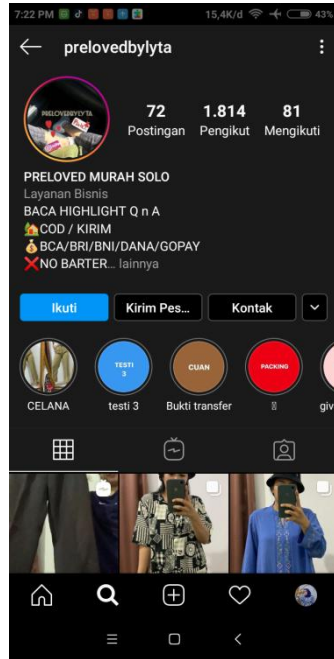 7:22 PM
15,4K/d
43%
prelovedbylyta
PRELOVEDBYLYTA
72
1.814
81
Postingan
Pengikut
Mengikuti
PRELOVED MURAH SOLO
Layanan Bisnis
BACA HIGHLIGHT Q n A
🏡COD / KIRIM
💰BCA/BRI/BNI/DANA/GOPAY
❌NO BARTER... lainnya
Ikuti
Kirim Pes...
Kontak
TESTI
3
CUAN
PACKING
CELANA
testi 3
Bukti transfer
giv